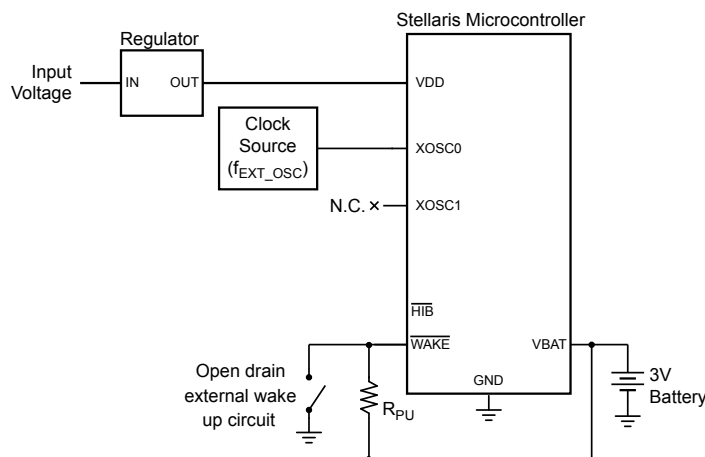 Stellaris Microcontroller
Regulator
Input
Voltage
IN
OUT
VDD
Clock
Source
(fEXT_OSC)
XOSC0
N.C.
XOSC1
HIB
WAKE
VBAT
Open drain
external wake
up circuit
RPU
GND
3V
Battery